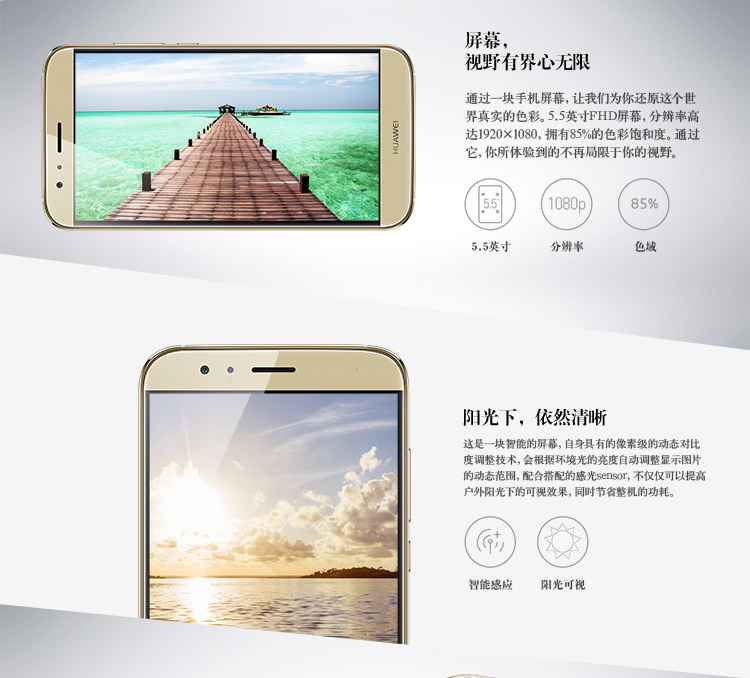 屏幕，
视野有界心无限
通过一块手机屏幕，让我们为你还原这个世
界真实的色彩。5.5英寸FHD屏幕，分辨率高
达1920×1080，拥有85%的色彩饱和度。通过
它，你所体验到的不再局限于你的视野。
HUAWEI
5.5"
1080p
85%
5.5英寸
分辨率
色域
阳光下，依然清晰
这是一块智能的屏幕，自身具有的像素级的动态对比
度调整技术，会根据环境光的亮度自动调整显示图片
的动态范围，配合搭配的感光sensor，不仅仅可以提高
户外阳光下的可视效果，同时节省整机的功耗。
智能感应
阳光可视